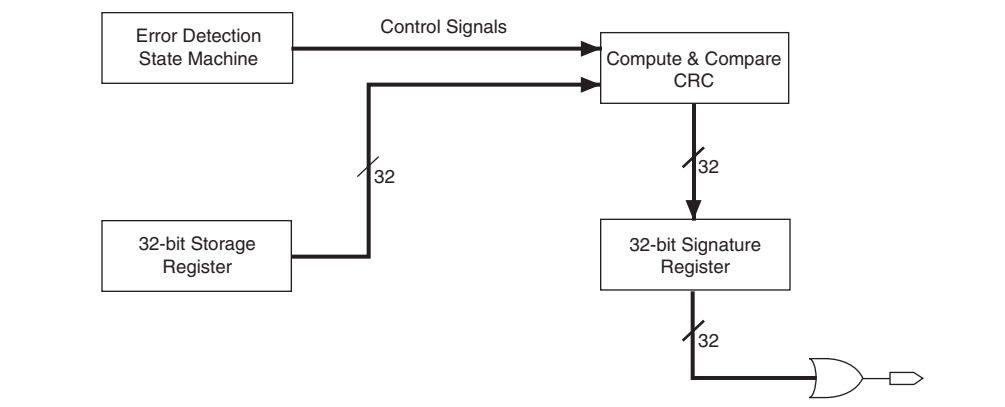 Error Detection
State Machine
Control Signals
Compute & Compare
CRC
32
32
32-bit Storage
Register
32-bit Signature
Register
32